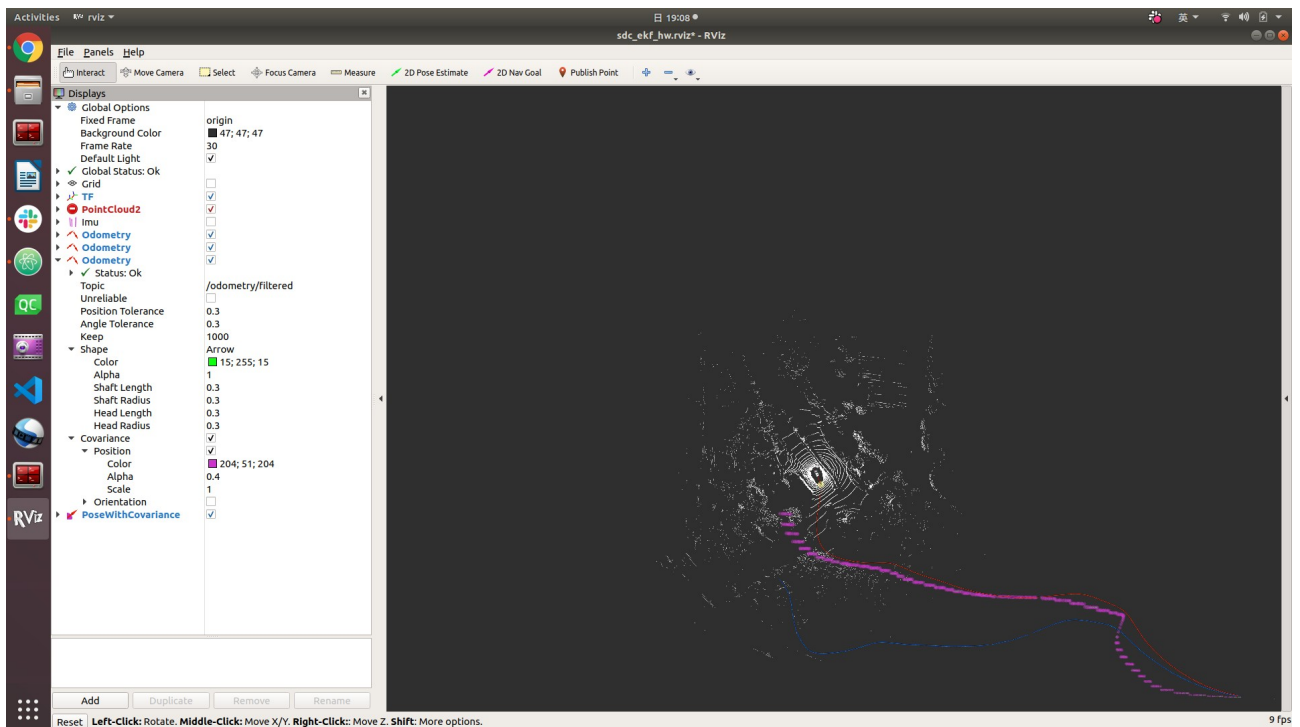 Activities RViz rviz 日 19:08 英
sdc_ekf_hw.rviz* - RViz
File Panels Help
Interact Move Camera Select Focus Camera Measure 2D Pose Estimate 2D Nav Goal Publish Point
Displays
Global Options
Fixed Frame origin
Background Color 47; 47; 47
Frame Rate 30
Default Light
Global Status: Ok
Grid
TF
PointCloud2
Imu
Odometry
Odometry
Odometry
Status: Ok
Topic /odometry/filtered
Unreliable
Position Tolerance 0.3
Angle Tolerance 0.3
Keep 1000
Shape Arrow
Color 15; 255; 15
Alpha 1
Shaft Length 0.3
Shaft Radius 0.3
Head Length 0.3
Head Radius 0.3
Covariance
Position
Color 204; 51; 204
Alpha 0.4
Scale 1
Orientation
PoseWithCovariance
QC
RViz
Add Duplicate Remove Rename
Reset Left-Click: Rotate. Middle-Click: Move X/Y. Right-Click:: Move Z. Shift: More options. 9 fps